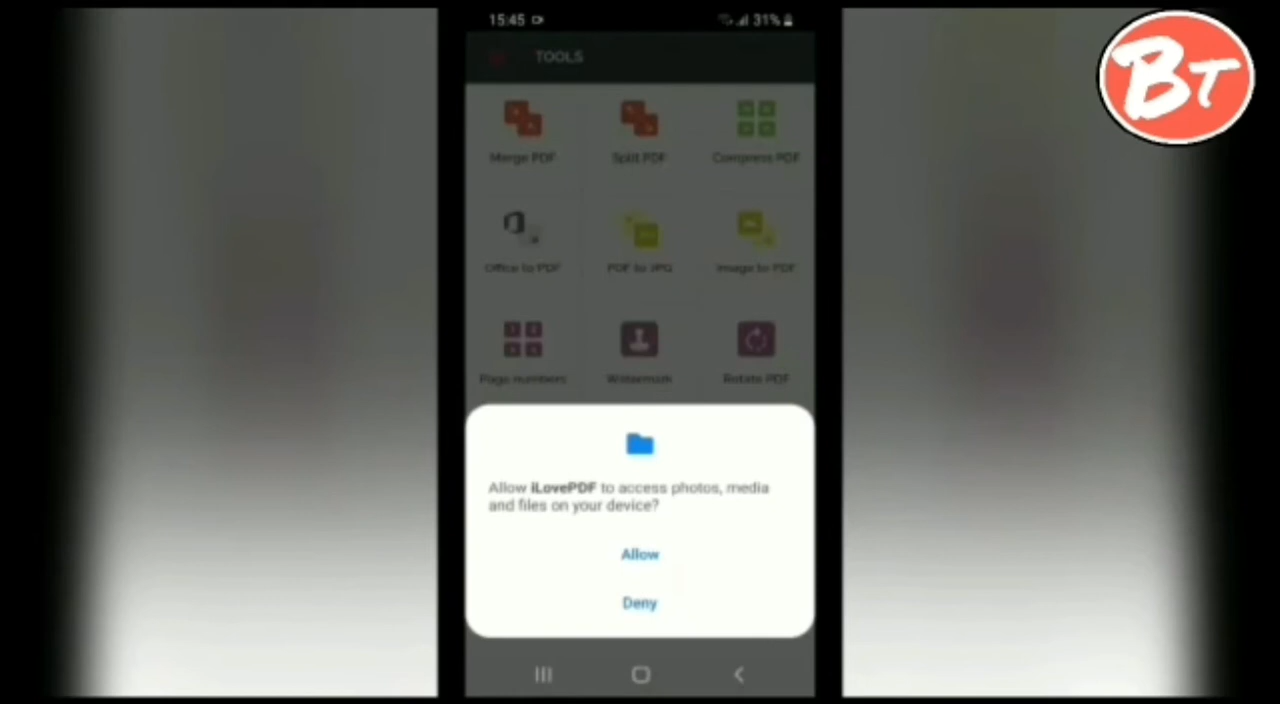 15:45
31%
TOOLS
Merge PDF
Split PDF
Compress PDF
Office to PDF
PDF to JPG
Image to PDF
Page numbers
Watermark
Rotate PDF
Allow iLovePDF to access photos, media
and files on your device?
Allow
Deny
BT